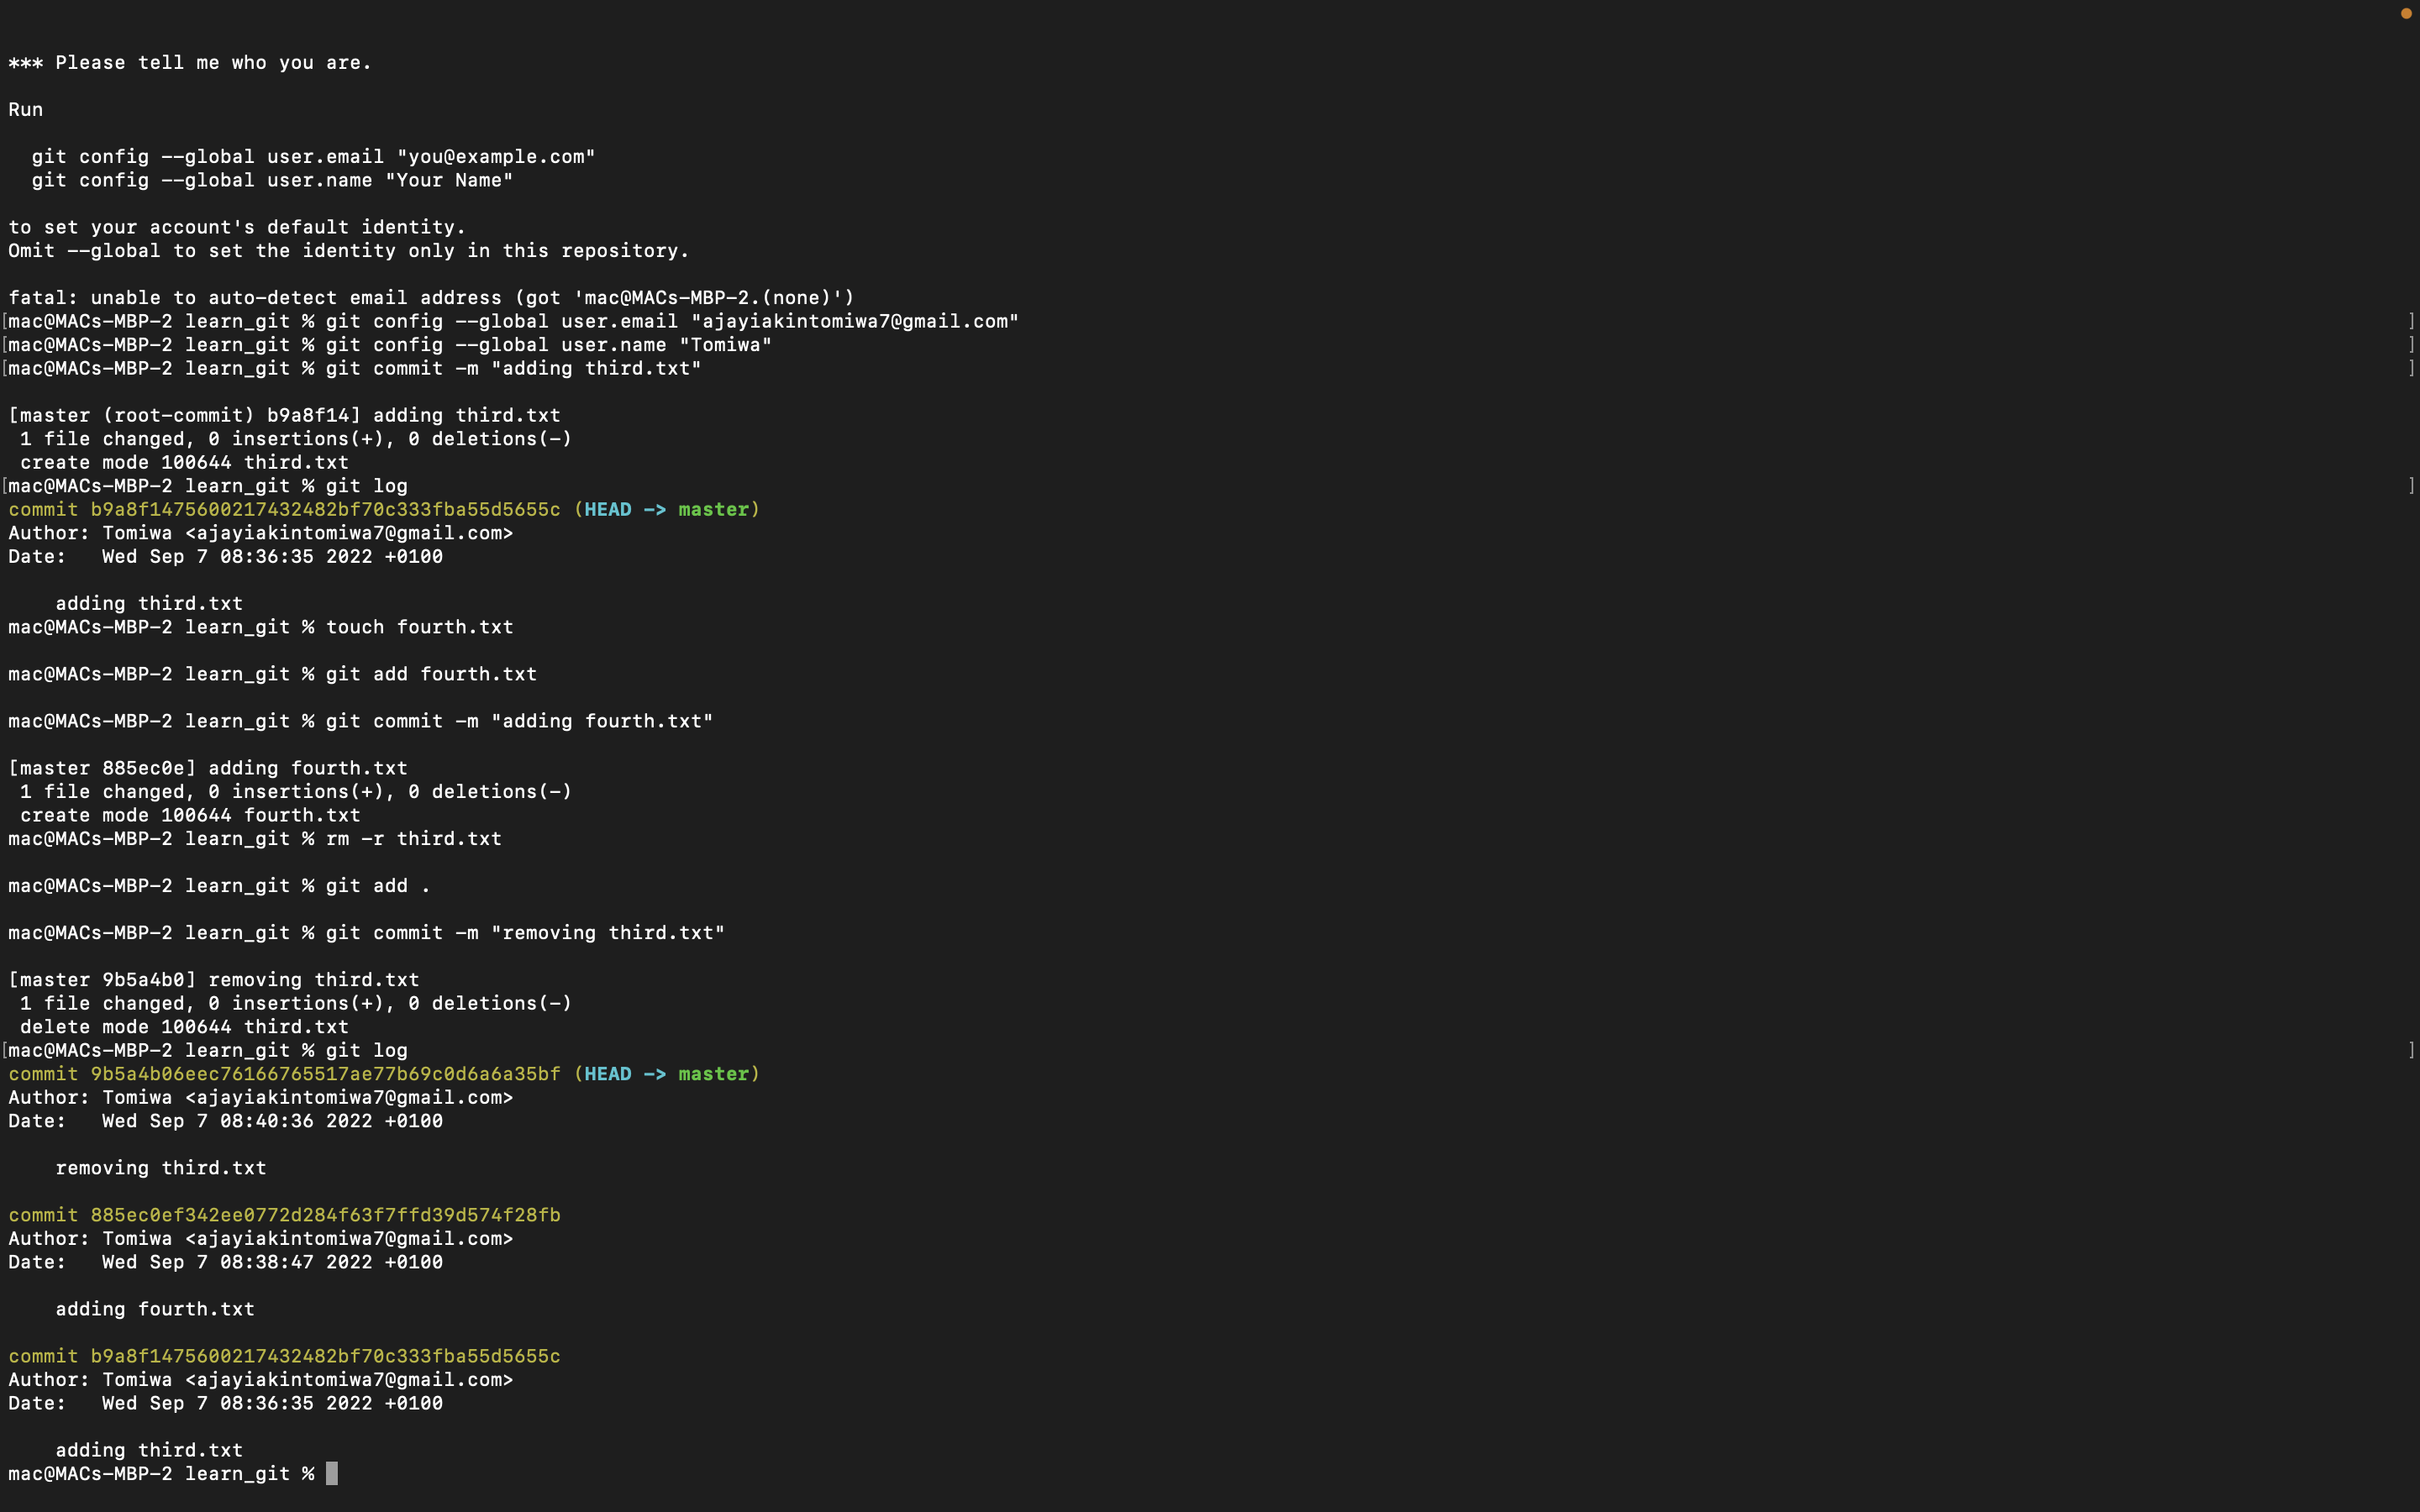 *** Please tell me who you are.

Run

  git config --global user.email "you@example.com"
  git config --global user.name "Your Name"

to set your account's default identity.
Omit --global to set the identity only in this repository.

fatal: unable to auto-detect email address (got 'mac@MACs-MBP-2.(none)')
[mac@MACs-MBP-2 learn_git % git config --global user.email "ajayiakintomiwa7@gmail.com" ]
[mac@MACs-MBP-2 learn_git % git config --global user.name "Tomiwa" ]
[mac@MACs-MBP-2 learn_git % git commit -m "adding third.txt" ]

[master (root-commit) b9a8f14] adding third.txt
 1 file changed, 0 insertions(+), 0 deletions(-)
 create mode 100644 third.txt
[mac@MACs-MBP-2 learn_git % git log ]
commit b9a8f1475600217432482bf70c333fba55d5655c (HEAD -> master)
Author: Tomiwa <ajayiakintomiwa7@gmail.com>
Date:   Wed Sep 7 08:36:35 2022 +0100

    adding third.txt
mac@MACs-MBP-2 learn_git % touch fourth.txt

mac@MACs-MBP-2 learn_git % git add fourth.txt

mac@MACs-MBP-2 learn_git % git commit -m "adding fourth.txt"

[master 885ec0e] adding fourth.txt
 1 file changed, 0 insertions(+), 0 deletions(-)
 create mode 100644 fourth.txt
mac@MACs-MBP-2 learn_git % rm -r third.txt

mac@MACs-MBP-2 learn_git % git add .

mac@MACs-MBP-2 learn_git % git commit -m "removing third.txt"

[master 9b5a4b0] removing third.txt
 1 file changed, 0 insertions(+), 0 deletions(-)
 delete mode 100644 third.txt
[mac@MACs-MBP-2 learn_git % git log ]
commit 9b5a4b06eec76166765517ae77b69c0d6a6a35bf (HEAD -> master)
Author: Tomiwa <ajayiakintomiwa7@gmail.com>
Date:   Wed Sep 7 08:40:36 2022 +0100

    removing third.txt

commit 885ec0ef342ee0772d284f63f7ffd39d574f28fb
Author: Tomiwa <ajayiakintomiwa7@gmail.com>
Date:   Wed Sep 7 08:38:47 2022 +0100

    adding fourth.txt

commit b9a8f1475600217432482bf70c333fba55d5655c
Author: Tomiwa <ajayiakintomiwa7@gmail.com>
Date:   Wed Sep 7 08:36:35 2022 +0100

    adding third.txt
mac@MACs-MBP-2 learn_git %